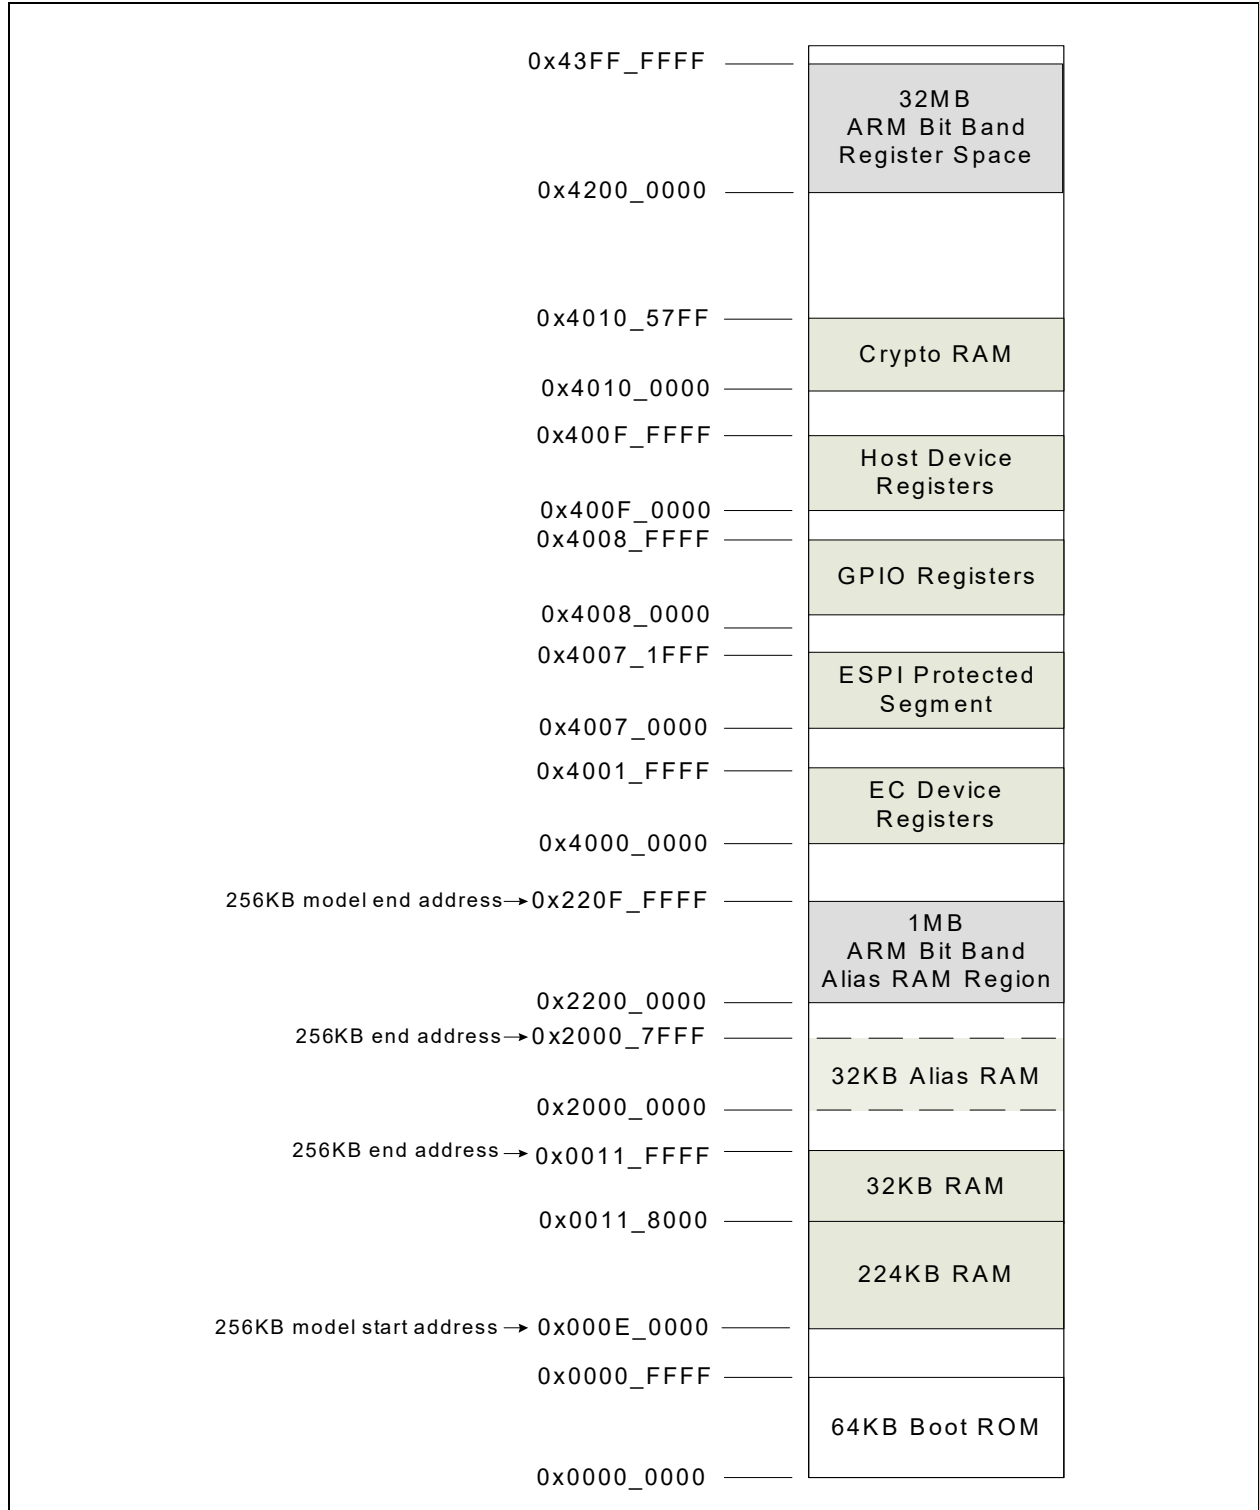 0x43FF_FFFF
32MB
ARM Bit Band
Register Space
0x4200_0000
0x4010_57FF
Crypto RAM
0x4010_0000
0x400F_FFFF
Host Device
Registers
0x400F_0000
0x4008_FFFF
GPIO Registers
0x4008_0000
0x4007_1FFF
ESPI Protected
Segment
0x4007_0000
0x4001_FFFF
EC Device
Registers
0x4000_0000
256KB model end address 0x220F_FFFF
1MB
ARM Bit Band
Alias RAM Region
0x2200_0000
256KB end address 0x2000_7FFF
32KB Alias RAM
0x2000_0000
256KB end address 0x0011_FFFF
32KB RAM
0x0011_8000
224KB RAM
256KB model start address 0x000E_0000
0x0000_FFFF
64KB Boot ROM
0x0000_0000